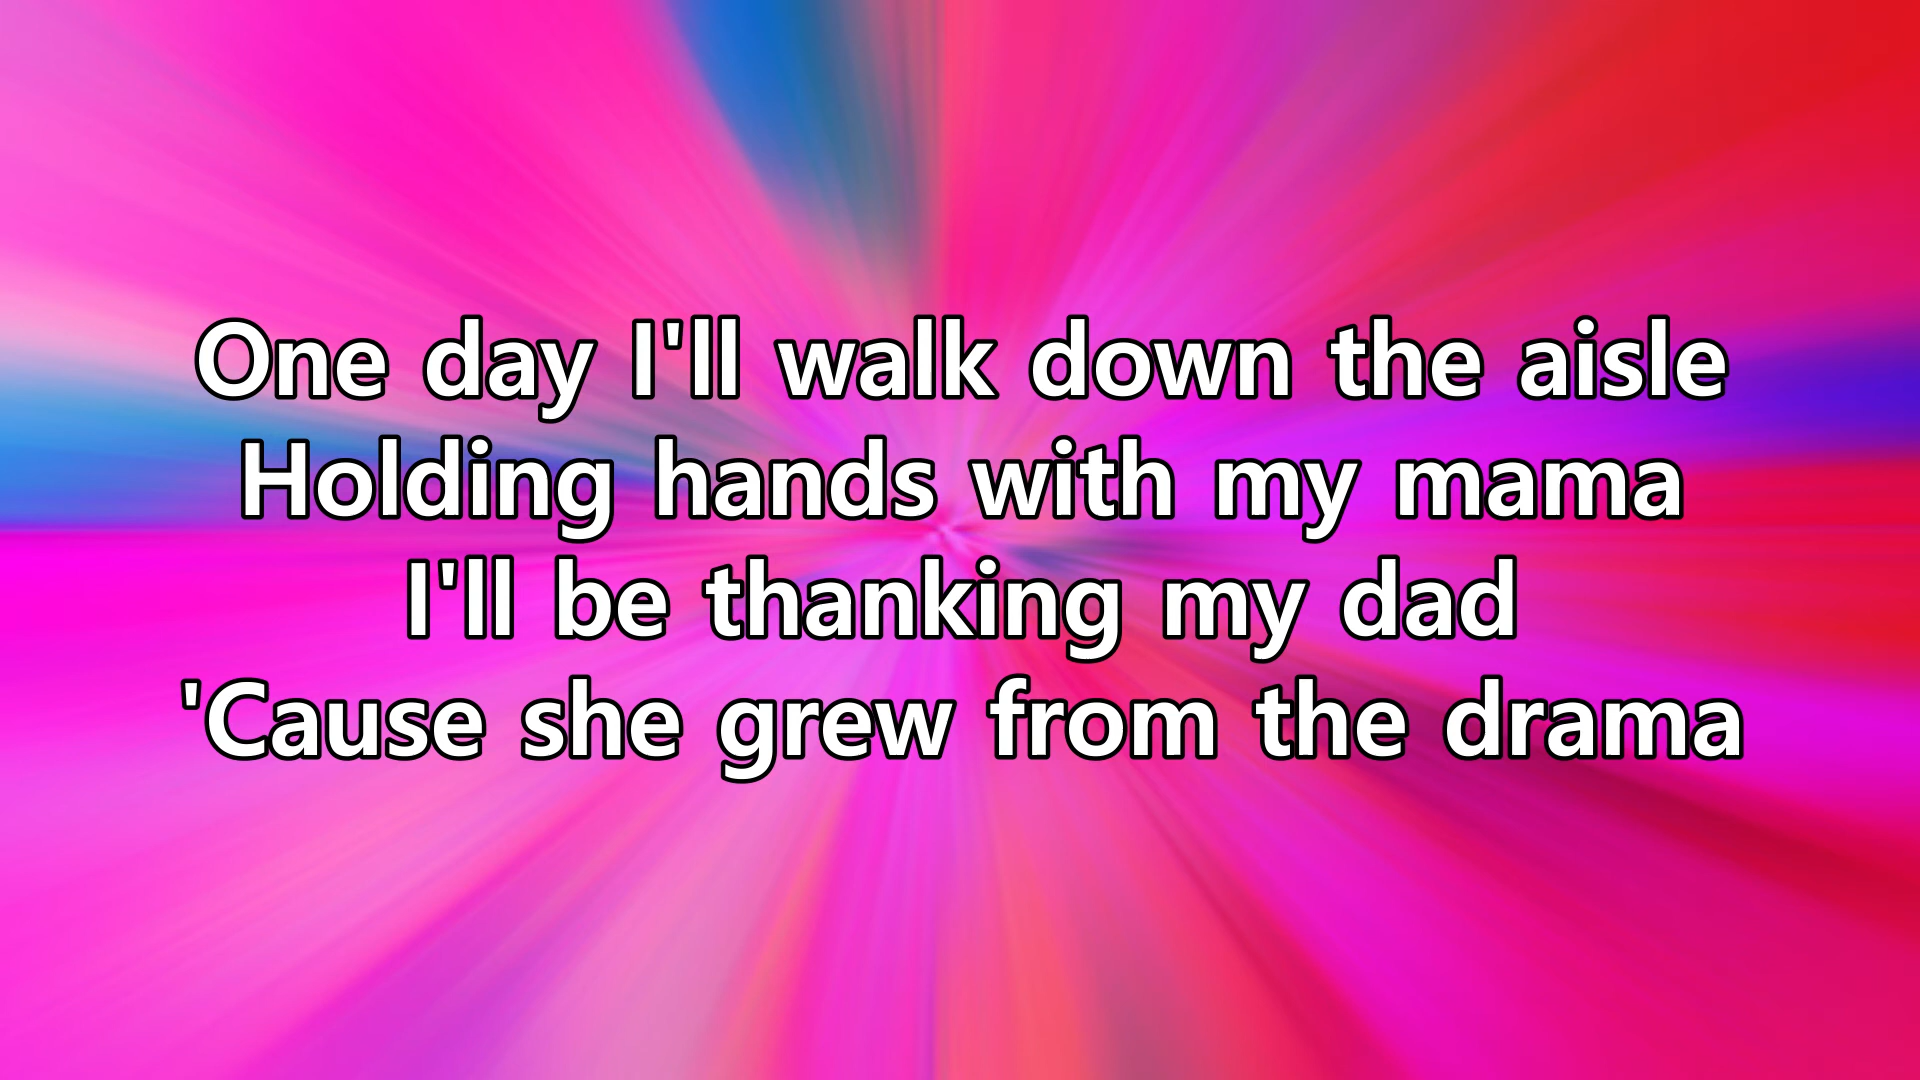 One day I'll walk down the aisle
Holding hands with my mama
I'll be thanking my dad
'Cause she grew from the drama